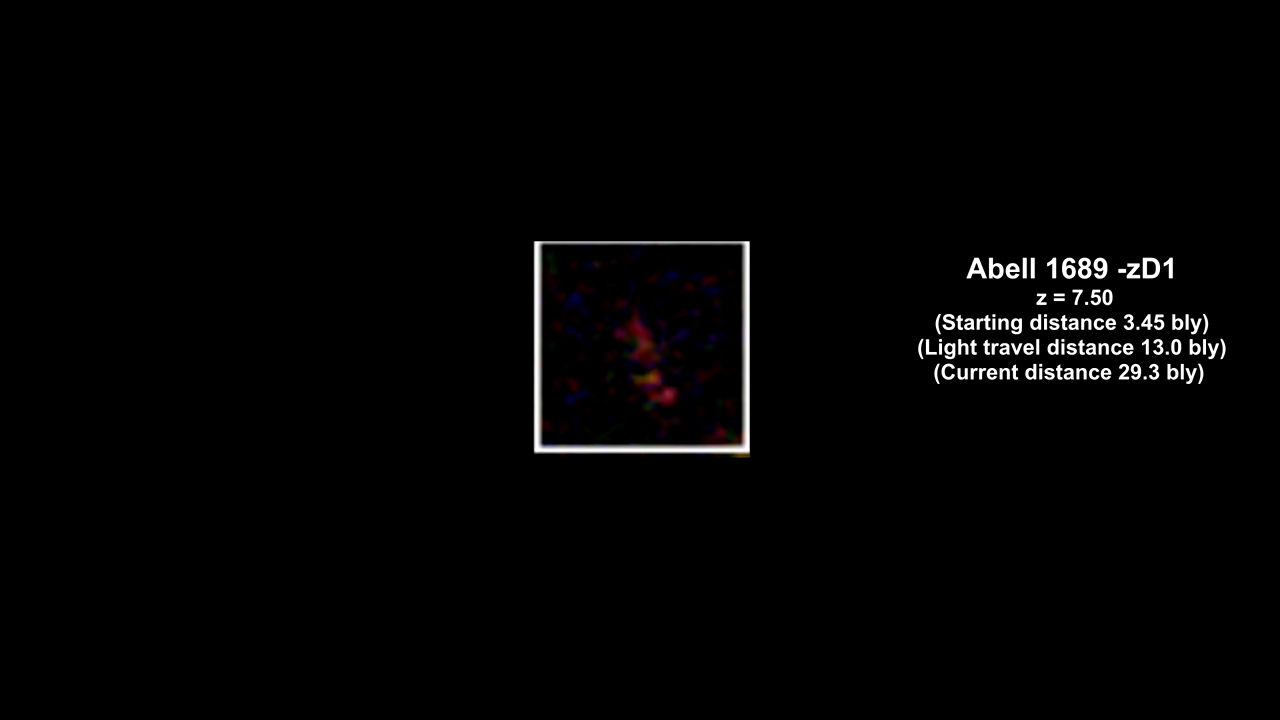 Abell 1689 -zD1
z = 7.50
(Starting distance 3.45 bly)
(Light travel distance 13.0 bly)
(Current distance 29.3 bly)